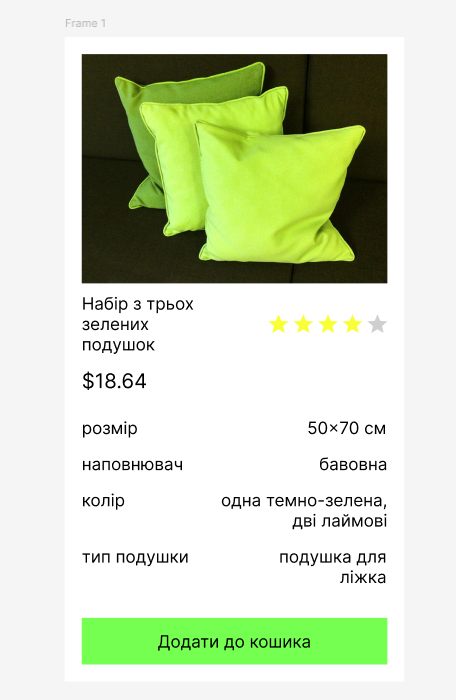 Frame 1
Набір з трьох
зелених
подушок
$18.64
розмір
50×70 см
наповнювач
бавовна
колір
одна темно-зелена,
дві лаймові
тип подушки
подушка для
ліжка
Додати до кошика